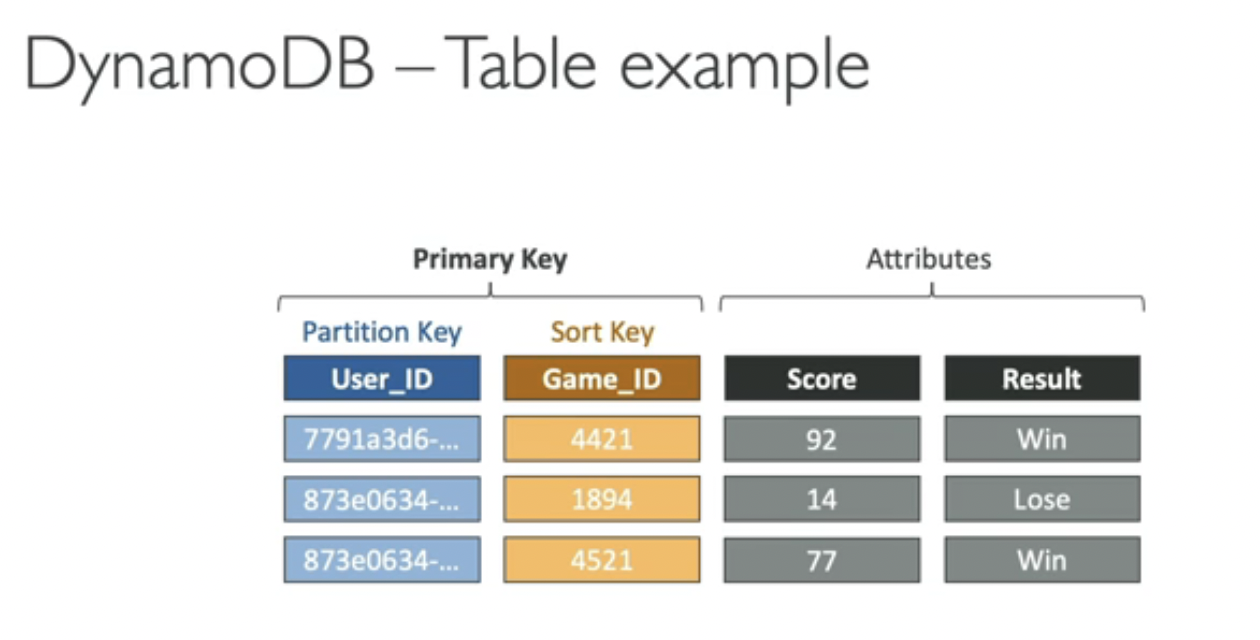 DynamoDB – Table example
Primary Key Attributes
Partition Key Sort Key
User_ID Game_ID Score Result
7791a3d6-... 4421 92 Win
873e0634-... 1894 14 Lose
873e0634-... 4521 77 Win